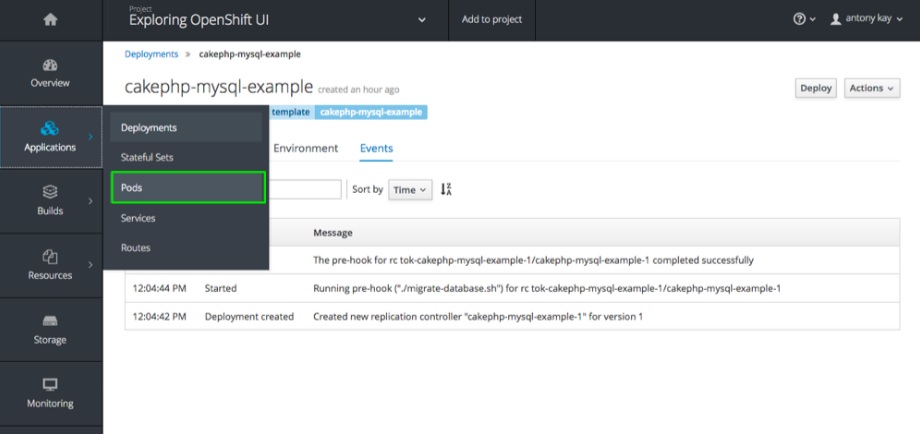 Project
Exploring OpenShift UI
Add to project
antony kay
Overview
Applications
Builds
Resources
Storage
Monitoring
Deployments » cakephp-mysql-example
cakephp-mysql-example created an hour ago
Deploy
Actions
template cakephp-mysql-example
Deployments
Stateful Sets
Pods
Services
Routes
Environment
Events
Sort by Time
Message
The pre-hook for rc tok-cakephp-mysql-example-1/cakephp-mysql-example-1 completed successfully
12:04:44 PM Started Running pre-hook ("./migrate-database.sh") for rc tok-cakephp-mysql-example-1/cakephp-mysql-example-1
12:04:42 PM Deployment created Created new replication controller "cakephp-mysql-example-1" for version 1